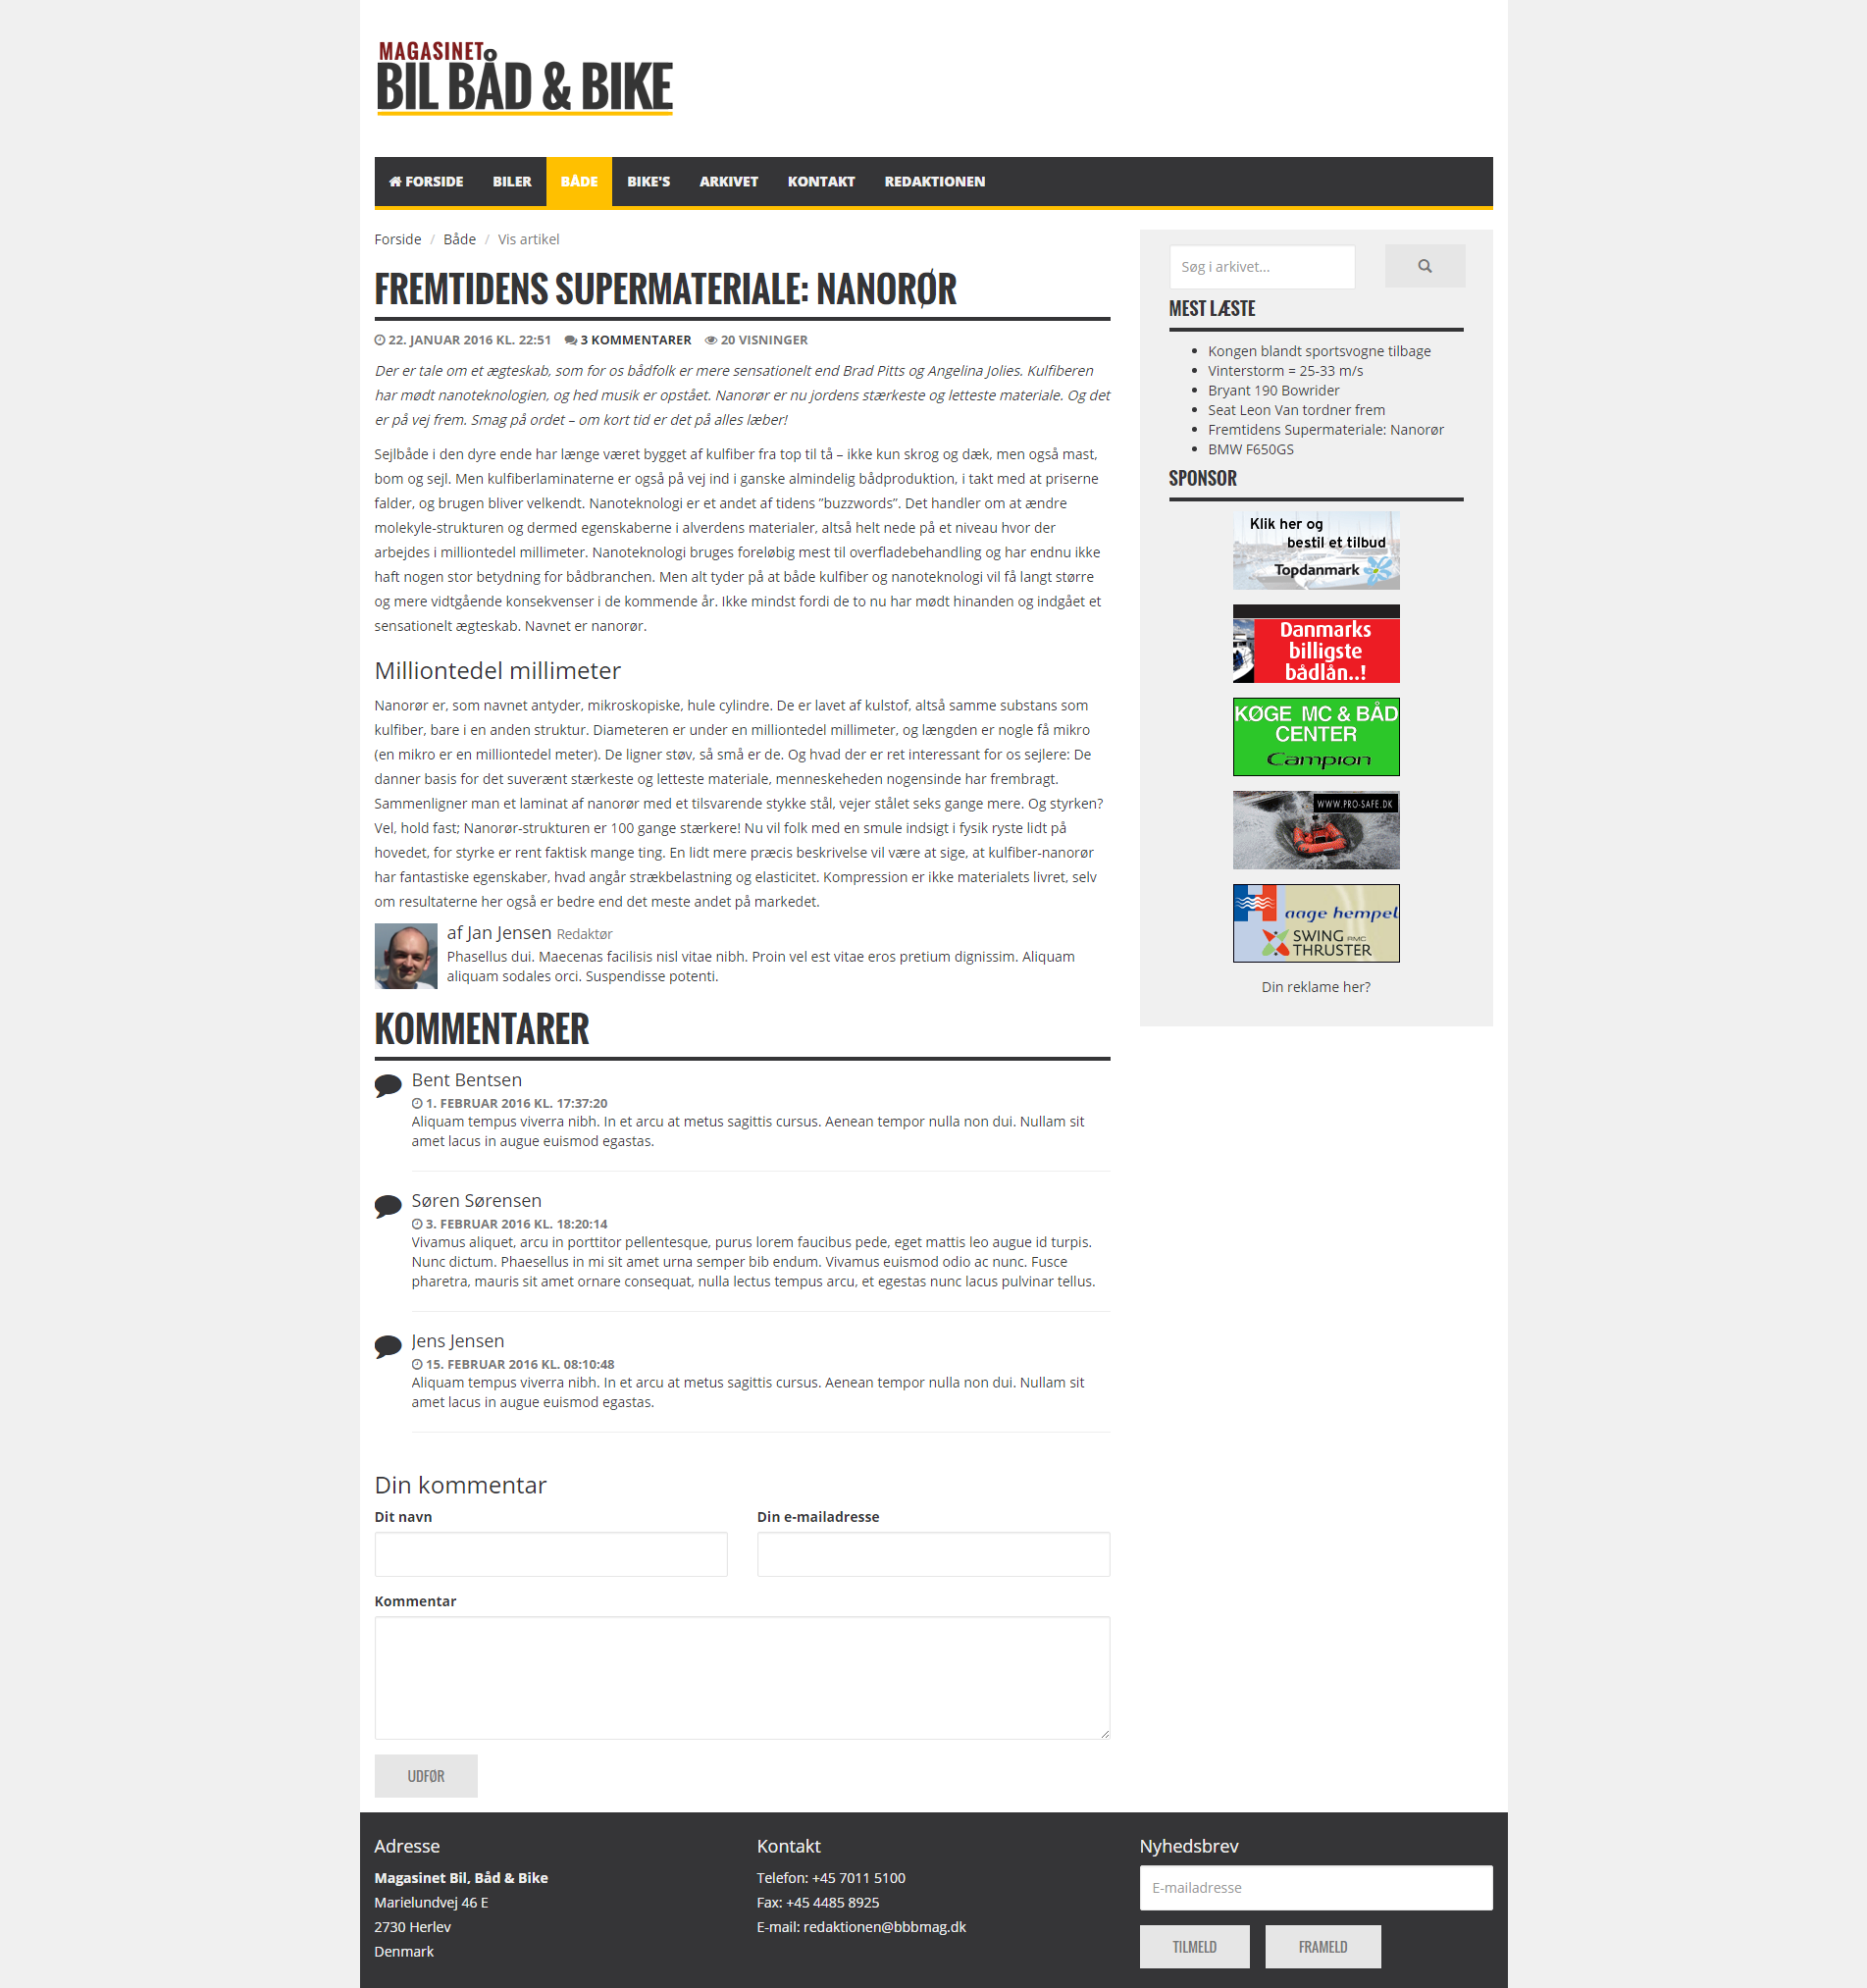 MAGASINET
BIL BÅD & BIKE
FORSIDE BILER BÅDE BIKE'S ARKIVET KONTAKT REDAKTIONEN
Forside / Både / Vis artikel
FREMTIDENS SUPERMATERIALE: NANORØR
22. JANUAR 2016 KL. 22:51 3 KOMMENTARER 20 VISNINGER
Der er tale om et ægteskab, som for os bådfolk er mere sensationelt end Brad Pitts og Angelina Jolies. Kulfiberen
har mødt nanoteknologien, og hed musik er opstået. Nanorør er nu jordens stærkeste og letteste materiale. Og det
er på vej frem. Smag på ordet – om kort tid er det på alles læber!
Sejlbåde i den dyre ende har længe været bygget af kulfiber fra top til tå – ikke kun skrog og dæk, men også mast,
bom og sejl. Men kulfiberlaminaterne er også på vej ind i ganske almindelig bådproduktion, i takt med at priserne
falder, og brugen bliver velkendt. Nanoteknologi er et andet af tidens ”buzzwords”. Det handler om at ændre
molekyle-strukturen og dermed egenskaberne i alverdens materialer, altså helt nede på et niveau hvor der
arbejdes i milliontedel millimeter. Nanoteknologi bruges foreløbig mest til overfladebehandling og har endnu ikke
haft nogen stor betydning for bådbranchen. Men alt tyder på at både kulfiber og nanoteknologi vil få langt større
og mere vidtgående konsekvenser i de kommende år. Ikke mindst fordi de to nu har mødt hinanden og indgået et
sensationelt ægteskab. Navnet er nanorør.
Milliontedel millimeter
Nanorør er, som navnet antyder, mikroskopiske, hule cylindre. De er lavet af kulstof, altså samme substans som
kulfiber, bare i en anden struktur. Diameteren er under en milliontedel millimeter, og længden er nogle få mikro
(en mikro er en milliontedel meter). De ligner støv, så små er de. Og hvad der er ret interessant for os sejlere: De
danner basis for det suverænt stærkeste og letteste materiale, menneskeheden nogensinde har frembragt.
Sammenligner man et laminat af nanorør med et tilsvarende stykke stål, vejer stålet seks gange mere. Og styrken?
Vel, hold fast; Nanorør-strukturen er 100 gange stærkere! Nu vil folk med en smule indsigt i fysik ryste lidt på
hovedet, for styrke er rent faktisk mange ting. En lidt mere præcis beskrivelse vil være at sige, at kulfiber-nanorør
har fantastiske egenskaber, hvad angår strækbelastning og elasticitet. Kompression er ikke materialets livret, selv
om resultaterne her også er bedre end det meste andet på markedet.
af Jan Jensen Redaktør
Phasellus dui. Maecenas facilisis nisl vitae nibh. Proin vel est vitae eros pretium dignissim. Aliquam
aliquam sodales orci. Suspendisse potenti.
KOMMENTARER
Bent Bentsen
1. FEBRUAR 2016 KL. 17:37:20
Aliquam tempus viverra nibh. In et arcu at metus sagittis cursus. Aenean tempor nulla non dui. Nullam sit
amet lacus in augue euismod egastas.
Søren Sørensen
3. FEBRUAR 2016 KL. 18:20:14
Vivamus aliquet, arcu in porttitor pellentesque, purus lorem faucibus pede, eget mattis leo augue id turpis.
Nunc dictum. Phaesellus in mi sit amet urna semper bib endum. Vivamus euismod odio ac nunc. Fusce
pharetra, mauris sit amet ornare consequat, nulla lectus tempus arcu, et egestas nunc lacus pulvinar tellus.
Jens Jensen
15. FEBRUAR 2016 KL. 08:10:48
Aliquam tempus viverra nibh. In et arcu at metus sagittis cursus. Aenean tempor nulla non dui. Nullam sit
amet lacus in augue euismod egastas.
Din kommentar
Dit navn Din e-mailadresse
Kommentar
UDFØR
Søg i arkivet...
MEST LÆSTE
Kongen blandt sportsvogne tilbage
Vinterstorm = 25-33 m/s
Bryant 190 Bowrider
Seat Leon Van tordner frem
Fremtidens Supermateriale: Nanorør
BMW F650GS
SPONSOR
Klik her og
bestil et tilbud
Topdanmark
Danmarks
billigste
bådlån..!
KØGE MC & BÅD
CENTER
Campion
WWW.PRO-SAFE.DK
aage hempel
SWING RMC
THRUSTER
Din reklame her?
Adresse
Magasinet Bil, Båd & Bike
Marielundvej 46 E
2730 Herlev
Denmark
Kontakt
Telefon: +45 7011 5100
Fax: +45 4485 8925
E-mail: redaktionen@bbbmag.dk
Nyhedsbrev
E-mailadresse
TILMELD FRAMELD